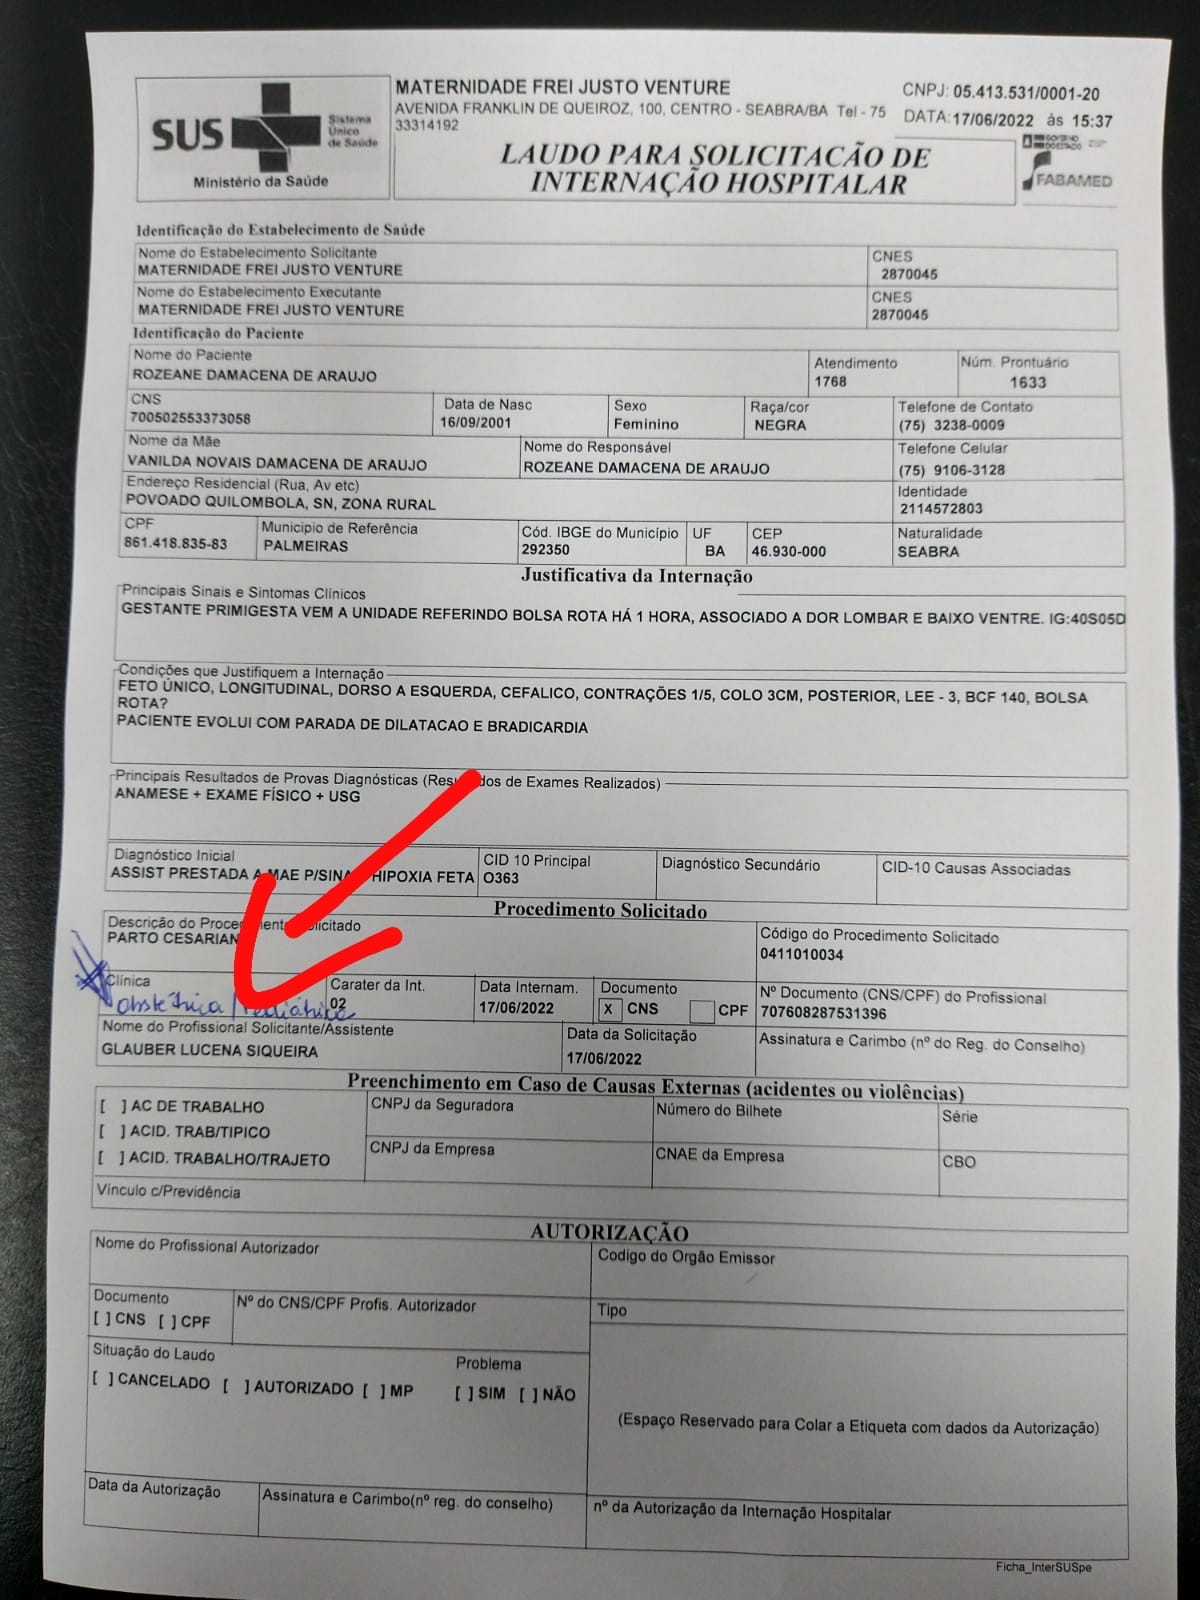 SUS
Sistema
Único
de Saúde
Ministério da Saúde
MATERNIDADE FREI JUSTO VENTURE
AVENIDA FRANKLIN DE QUEIROZ, 100, CENTRO - SEABRA/BA Tel - 75
33314192
CNPJ: 05.413.531/0001-20
DATA: 17/06/2022 às 15:37
LAUDO PARA SOLICITACÃO DE
INTERNAÇÃO HOSPITALAR
GOVERNO
DO ESTADO
FABAMED
Identificação do Estabelecimento de Saúde
Nome do Estabelecimento Solicitante
MATERNIDADE FREI JUSTO VENTURE
CNES
2870045
Nome do Estabelecimento Executante
MATERNIDADE FREI JUSTO VENTURE
CNES
2870045
Identificação do Paciente
Nome do Paciente
ROZEANE DAMACENA DE ARAUJO
Atendimento
1768
Núm. Prontuário
1633
CNS
700502553373058
Data de Nasc
16/09/2001
Sexo
Feminino
Raça/cor
NEGRA
Telefone de Contato
(75) 3238-0009
Nome da Mãe
VANILDA NOVAIS DAMACENA DE ARAUJO
Nome do Responsável
ROZEANE DAMACENA DE ARAUJO
Telefone Celular
(75) 9106-3128
Endereço Residencial (Rua, Av etc)
POVOADO QUILOMBOLA, SN, ZONA RURAL
Identidade
2114572803
CPF
861.418.835-83
Municipio de Referência
PALMEIRAS
Cód. IBGE do Município
292350
UF
BA
CEP
46.930-000
Naturalidade
SEABRA
Justificativa da Internação
Principais Sinais e Sintomas Clínicos
GESTANTE PRIMIGESTA VEM A UNIDADE REFERINDO BOLSA ROTA HÁ 1 HORA, ASSOCIADO A DOR LOMBAR E BAIXO VENTRE. IG:40S05D
Condições que Justifiquem a Internação
FETO ÚNICO, LONGITUDINAL, DORSO A ESQUERDA, CEFALICO, CONTRAÇÕES 1/5, COLO 3CM, POSTERIOR, LEE - 3, BCF 140, BOLSA
ROTA?
PACIENTE EVOLUI COM PARADA DE DILATACAO E BRADICARDIA
Principais Resultados de Provas Diagnósticas (Resultados de Exames Realizados)
ANAMESE + EXAME FÍSICO + USG
Diagnóstico Inicial
ASSIST PRESTADA A MAE P/SINA HIPOXIA FETA
CID 10 Principal
O363
Diagnóstico Secundário
CID-10 Causas Associadas
Procedimento Solicitado
Descrição do Procedimento Solicitado
PARTO CESARIAN
Código do Procedimento Solicitado
0411010034
Clínica
Obstétrica / Pediátrica
Carater da Int.
02
Data Internam.
17/06/2022
Documento
X CNS CPF
Nº Documento (CNS/CPF) do Profissional
707608287531396
Nome do Profissional Solicitante/Assistente
GLAUBER LUCENA SIQUEIRA
Data da Solicitação
17/06/2022
Assinatura e Carimbo (nº do Reg. do Conselho)
Preenchimento em Caso de Causas Externas (acidentes ou violências)
[ ] AC DE TRABALHO
[ ] ACID. TRAB/TIPICO
[ ] ACID. TRABALHO/TRAJETO
CNPJ da Seguradora
Número do Bilhete
Série
CNPJ da Empresa
CNAE da Empresa
CBO
Vínculo c/Previdência
AUTORIZAÇÃO
Nome do Profissional Autorizador
Codigo do Orgão Emissor
Documento
[ ] CNS [ ] CPF
Nº do CNS/CPF Profis. Autorizador
Tipo
Situação do Laudo
[ ] CANCELADO [ ] AUTORIZADO [ ] MP
Problema
[ ] SIM [ ] NÃO
(Espaço Reservado para Colar a Etiqueta com dados da Autorização)
Data da Autorização
Assinatura e Carimbo(nº reg. do conselho)
nº da Autorização da Internação Hospitalar
Ficha_InterSUSpe